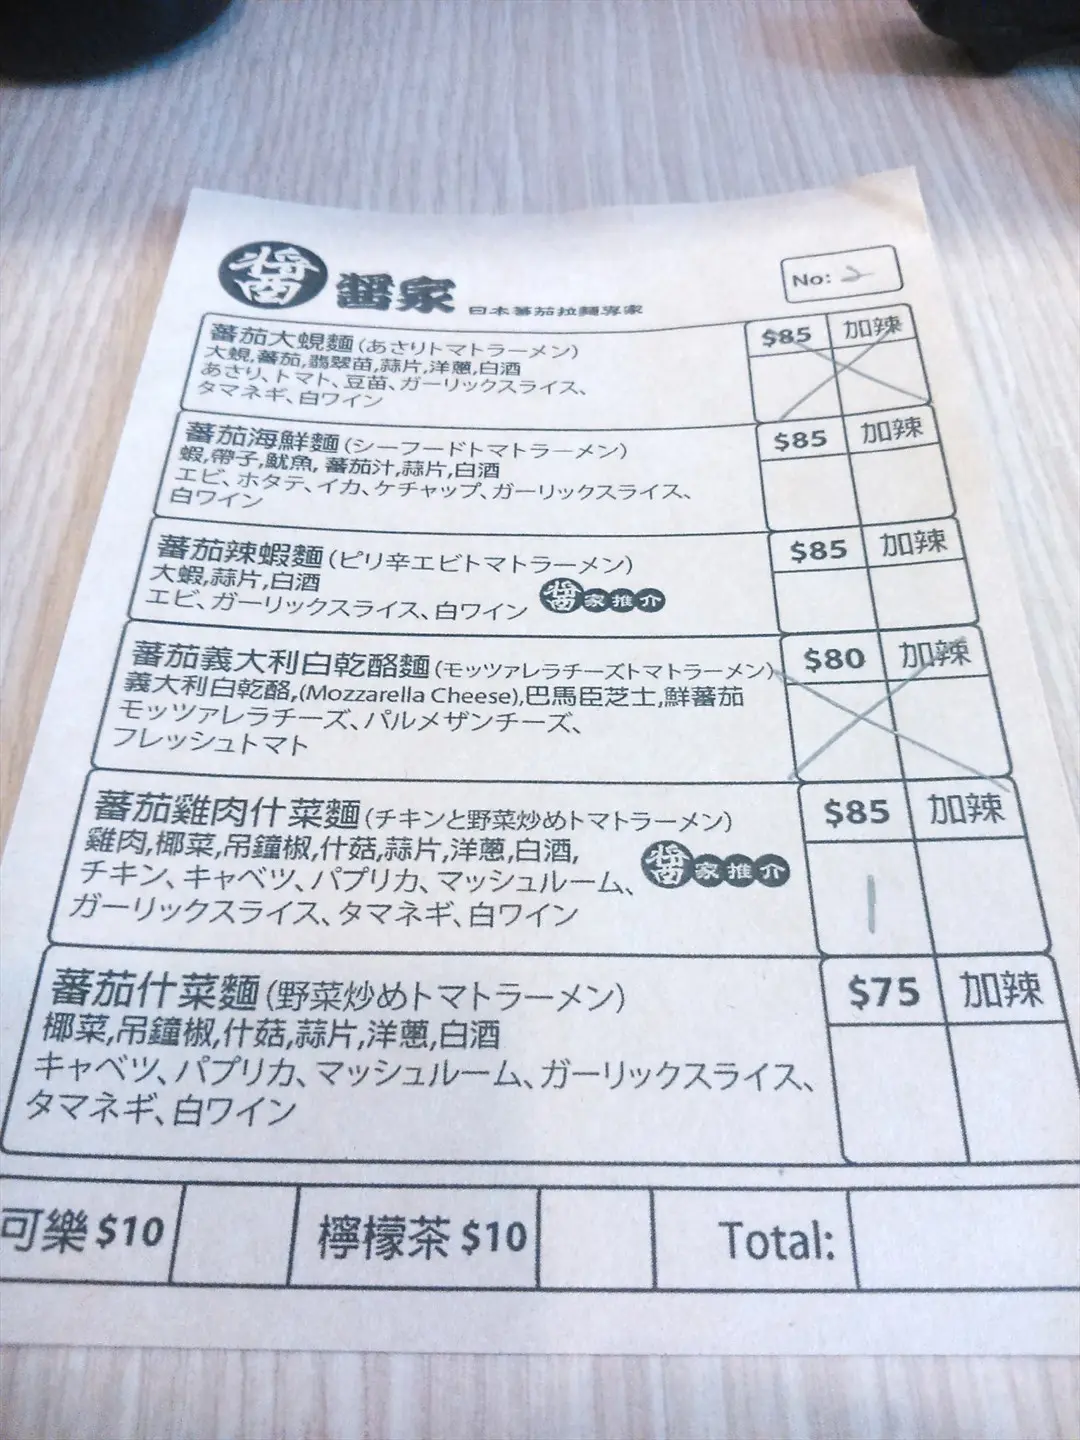 醬
醬家 日本蕃茄拉麵專家
No: 2
蕃茄大蜆麵 (あさりトマトラーメン)
大蜆,蕃茄,翡翠苗,蒜片,洋蔥,白酒
あさり、トマト、豆苗、ガーリックスライス、
タマネギ、白ワイン
$85 加辣
蕃茄海鮮麵 (シーフードトマトラーメン)
蝦,帶子,魷魚, 蕃茄汁,蒜片,白酒
エビ、ホタテ、イカ、ケチャップ、ガーリックスライス、
白ワイン
$85 加辣
蕃茄辣蝦麵 (ピリ辛エビトマトラーメン)
大蝦,蒜片,白酒
エビ、ガーリックスライス、白ワイン
醬家推介
$85 加辣
蕃茄義大利白乾酪麵 (モッツァレラチーズトマトラーメン)
義大利白乾酪,(Mozzarella Cheese),巴馬臣芝士,鮮蕃茄
モッツァレラチーズ、パルメザンチーズ、
フレッシュトマト
$80 加辣
蕃茄雞肉什菜麵 (チキンと野菜炒めトマトラーメン)
雞肉,椰菜,吊鐘椒,什菇,蒜片,洋蔥,白酒,
チキン、キャベツ、パプリカ、マッシュルーム、
ガーリックスライス、タマネギ、白ワイン
醬家推介
$85 加辣
蕃茄什菜麵 (野菜炒めトマトラーメン)
椰菜,吊鐘椒,什菇,蒜片,洋蔥,白酒
キャベツ、パプリカ、マッシュルーム、ガーリックスライス、
タマネギ、白ワイン
$75 加辣
可樂 $10 檸檬茶 $10 Total: